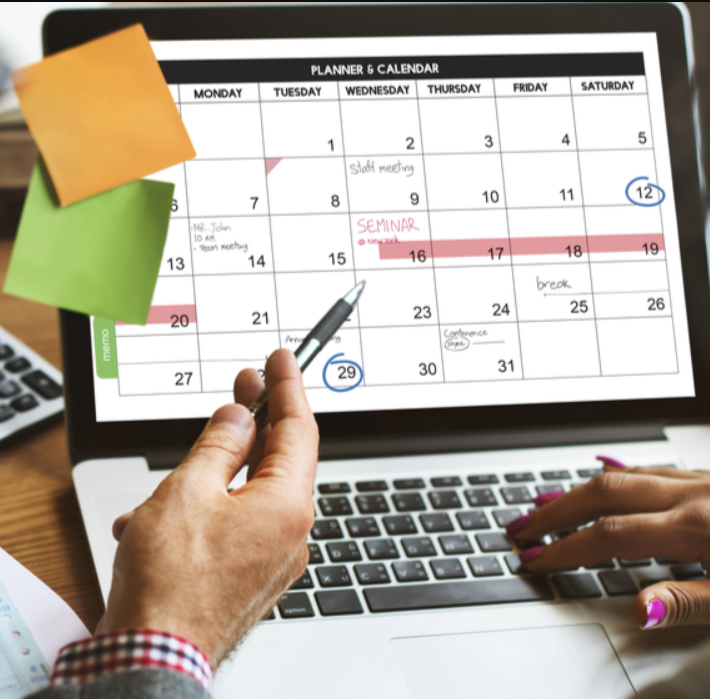 PLANNER & CALENDAR
MONDAY TUESDAY WEDNESDAY THURSDAY FRIDAY SATURDAY
1 2 3 4 5
Staff meeting
6 7 8 9 10 11 12
Mr. John
10 AM
- Team meeting
SEMINAR
@ New York
13 14 15 16 17 18 19
break
20 21 23 24 25 26
memo
Conference
27 29 30 31
option